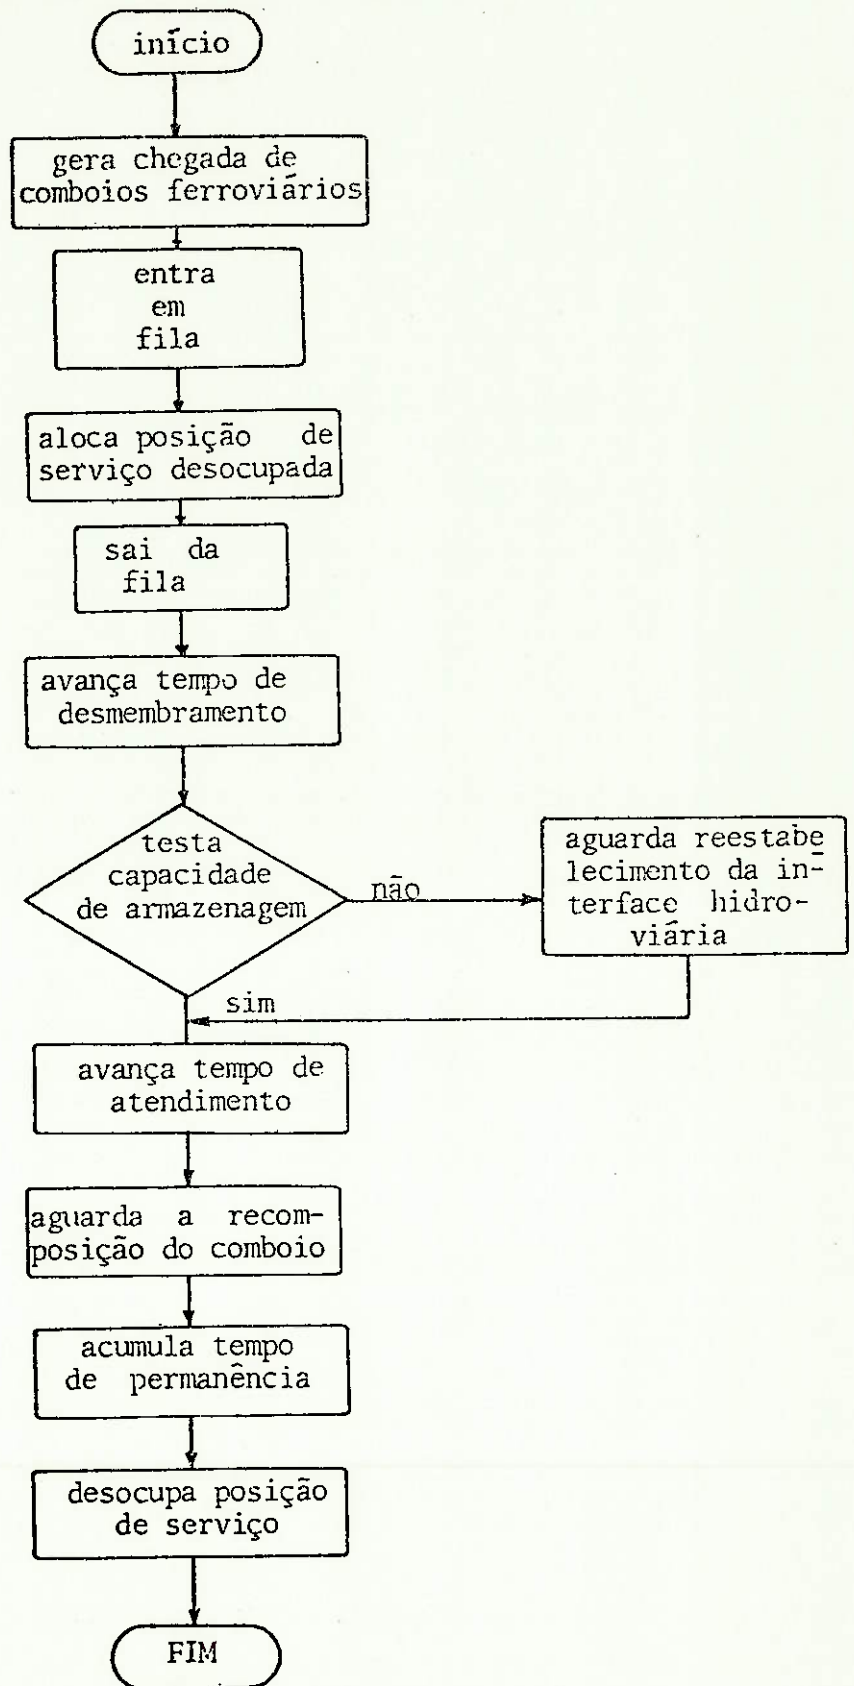 início
gera chegada de
comboios ferroviários
entra
em
fila
aloca posição de
serviço desocupada
sai da
fila
avança tempo de
desmembramento
testa
capacidade
de armazenagem
não
aguarda reestabe
lecimento da in-
terface hidro-
viária
sim
avança tempo de
atendimento
aguarda a recom-
posição do comboio
acumula tempo
de permanência
desocupa posição
de serviço
FIM